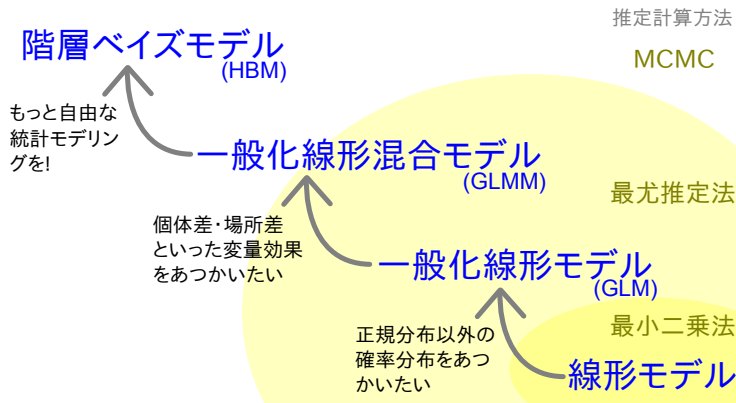 推定計算方法
MCMC
階層ベイズモデル
(HBM)
もっと自由な
統計モデリン
グを!
一般化線形混合モデル
(GLMM)
最尤推定法
個体差・場所差
といった変量効果
をあつかいたい
一般化線形モデル
(GLM)
最小二乗法
正規分布以外の
確率分布をあつ
かいたい
線形モデル